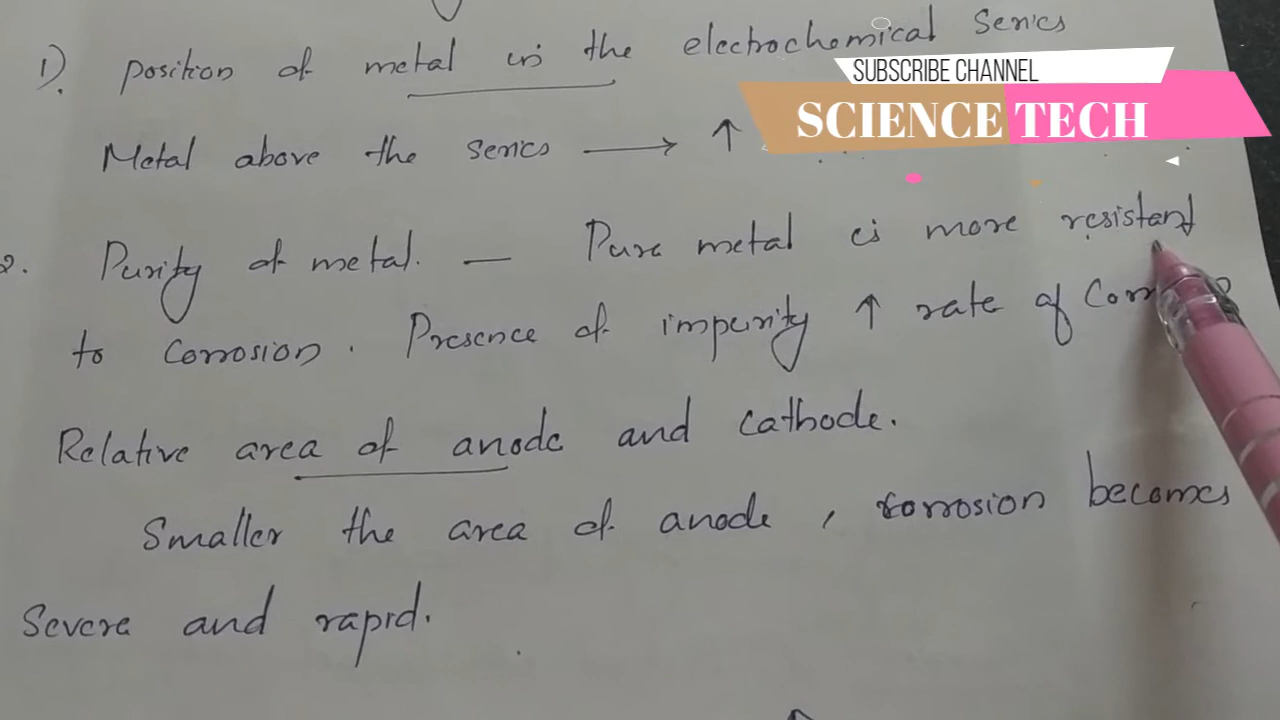 1). Position of metal in the electrochemical series
SUBSCRIBE CHANNEL
SCIENCE TECH
Metal above the series → ↑
2. Purity of metal. — Pure metal is more resistant
to corrosion. Presence of impurity ↑ rate of
Relative area of anode and cathode.
Smaller the area of anode, corrosion becomes
severe and rapid.